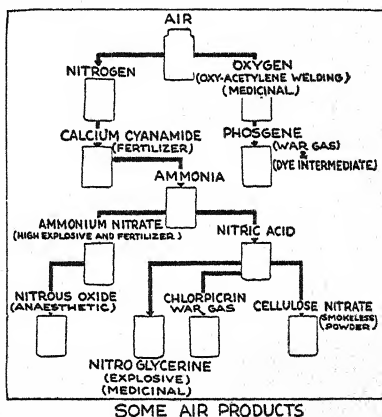 AIR
NITROGEN
OXYGEN
(OXY-ACETYLENE WELDING)
(MEDICINAL)
CALCIUM CYANAMIDE
(FERTILIZER)
PHOSGENE
(WAR GAS)
&
(DYE INTERMEDIATE)
AMMONIA
AMMONIUM NITRATE
(HIGH EXPLOSIVE AND FERTILIZER)
NITRIC ACID
NITROUS OXIDE
(ANAESTHETIC)
CHLORPICRIN
WAR GAS
CELLULOSE NITRATE
(SMOKELESS
POWDER)
NITRO GLYCERINE
(EXPLOSIVE)
(MEDICINAL)
SOME AIR PRODUCTS